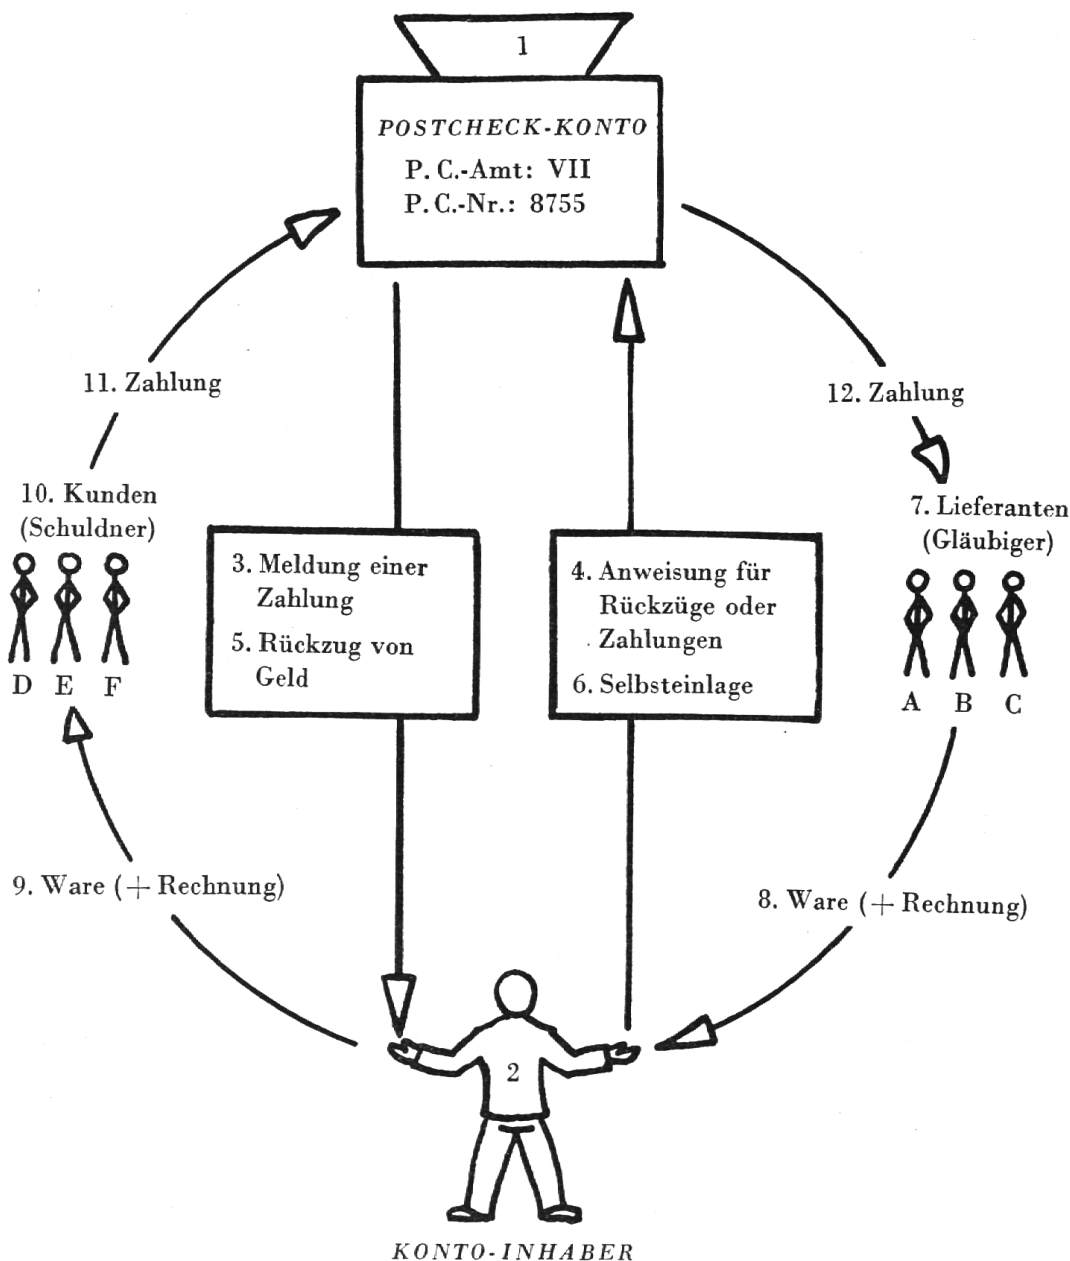 1
POSTCHECK-KONTO
P. C.-Amt: VII
P. C.-Nr.: 8755
11. Zahlung
12. Zahlung
10. Kunden
(Schuldner)
D E F
3. Meldung einer
Zahlung
5. Rückzug von
Geld
4. Anweisung für
Rückzüge oder
Zahlungen
6. Selbsteinlage
7. Lieferanten
(Gläubiger)
A B C
9. Ware (+ Rechnung)
8. Ware (+ Rechnung)
2
KONTO-INHABER